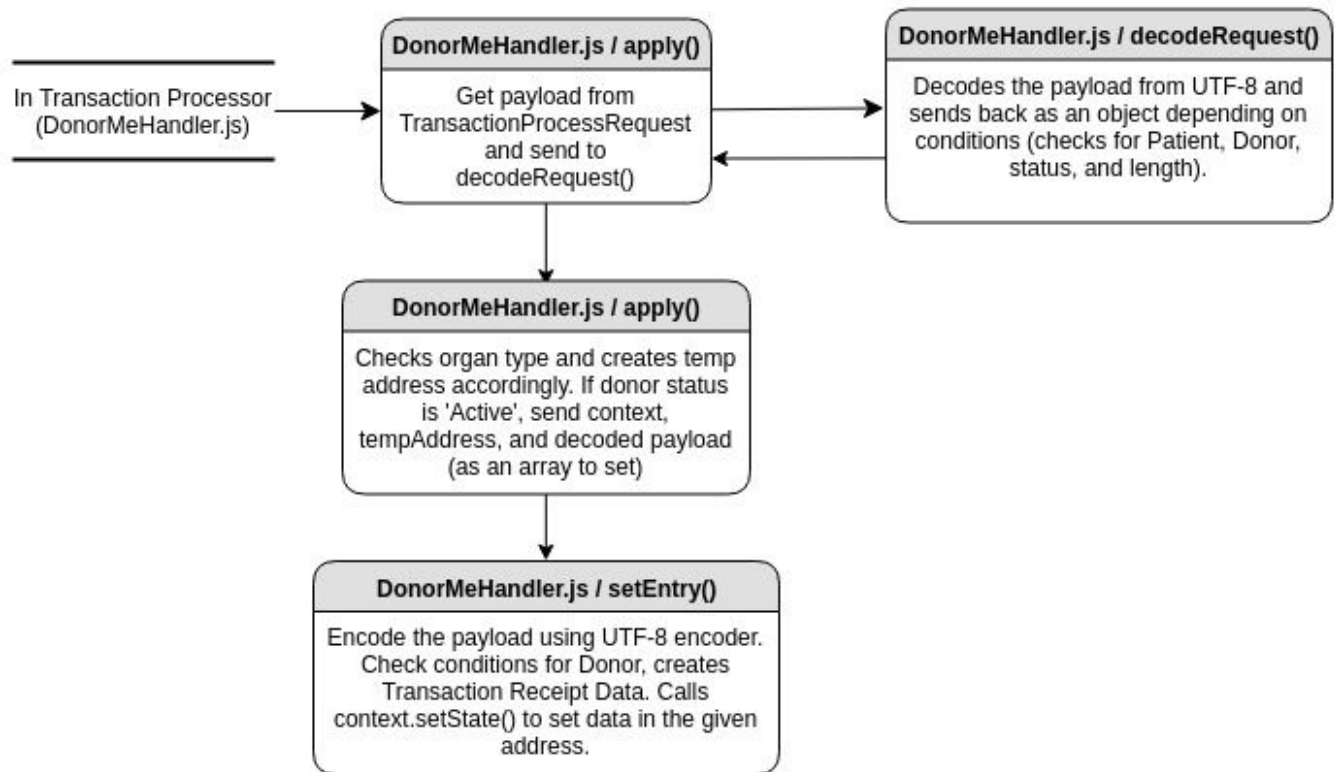 In Transaction Processor
(DonorMeHandler.js)
DonorMeHandler.js / apply()
Get payload from
TransactionProcessRequest
and send to
decodeRequest()
DonorMeHandler.js / decodeRequest()
Decodes the payload from UTF-8 and
sends back as an object depending on
conditions (checks for Patient, Donor,
status, and length).
DonorMeHandler.js / apply()
Checks organ type and creates temp
address accordingly. If donor status
is 'Active', send context,
tempAddress, and decoded payload
(as an array to set)
DonorMeHandler.js / setEntry()
Encode the payload using UTF-8 encoder.
Check conditions for Donor, creates
Transaction Receipt Data. Calls
context.setState() to set data in the given
address.